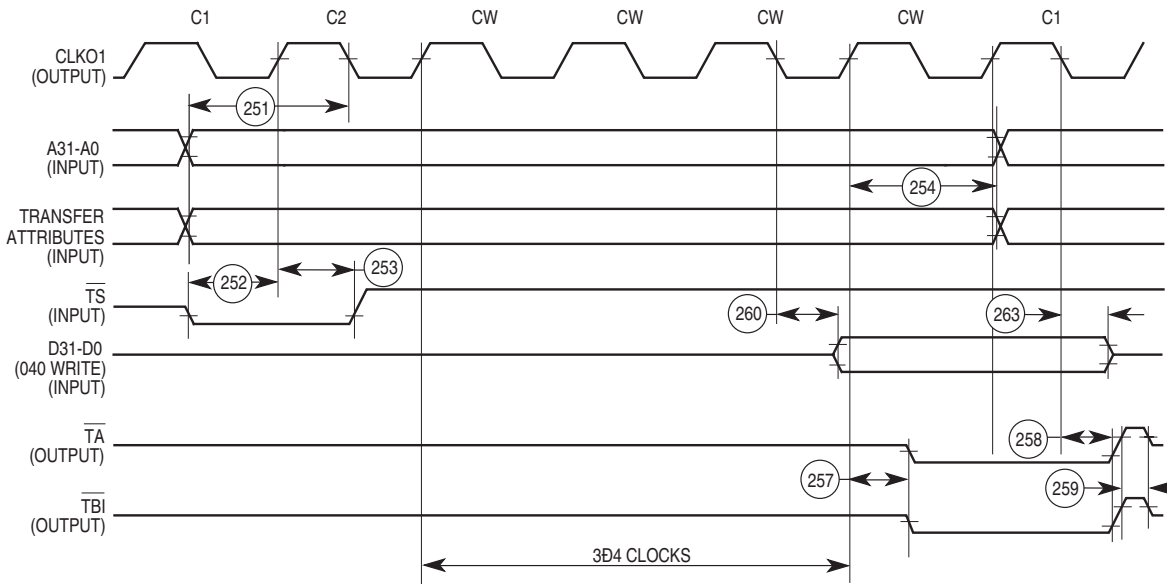 C1 C2 CW CW CW CW C1
CLKO1
(OUTPUT)
251
A31-A0
(INPUT)
254
TRANSFER
ATTRIBUTES
(INPUT)
252 253
TS
(INPUT)
260 263
D31-D0
(040 WRITE)
(INPUT)
TA
(OUTPUT)
258
257 259
TBI
(OUTPUT)
3Ð4 CLOCKS